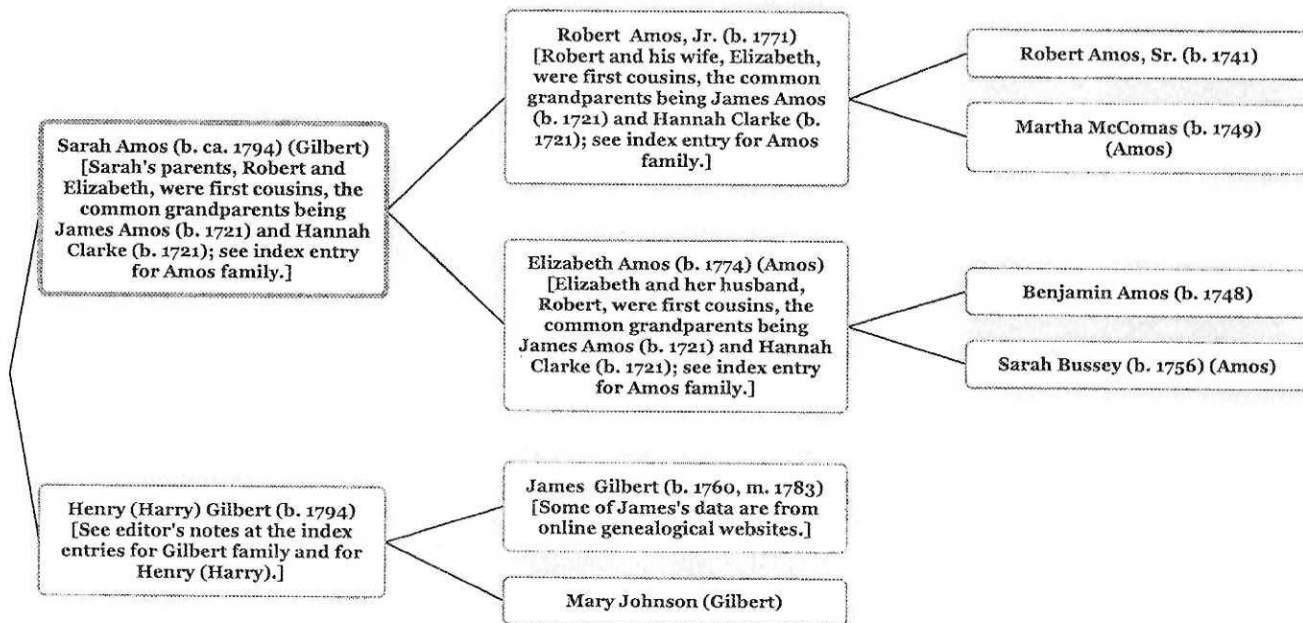 Sarah Amos (b. ca. 1794) (Gilbert)
[Sarah's parents, Robert and
Elizabeth, were first cousins, the
common grandparents being
James Amos (b. 1721) and Hannah
Clarke (b. 1721); see index entry
for Amos family.]
Henry (Harry) Gilbert (b. 1794)
[See editor's notes at the index
entries for Gilbert family and for
Henry (Harry).]
Robert Amos, Jr. (b. 1771)
[Robert and his wife, Elizabeth,
were first cousins, the common
grandparents being James Amos
(b. 1721) and Hannah Clarke (b.
1721); see index entry for Amos
family.]
Elizabeth Amos (b. 1774) (Amos)
[Elizabeth and her husband,
Robert, were first cousins, the
common grandparents being
James Amos (b. 1721) and Hannah
Clarke (b. 1721); see index entry
for Amos family.]
James Gilbert (b. 1760, m. 1783)
[Some of James's data are from
online genealogical websites.]
Mary Johnson (Gilbert)
Robert Amos, Sr. (b. 1741)
Martha McComas (b. 1749)
(Amos)
Benjamin Amos (b. 1748)
Sarah Bussey (b. 1756) (Amos)